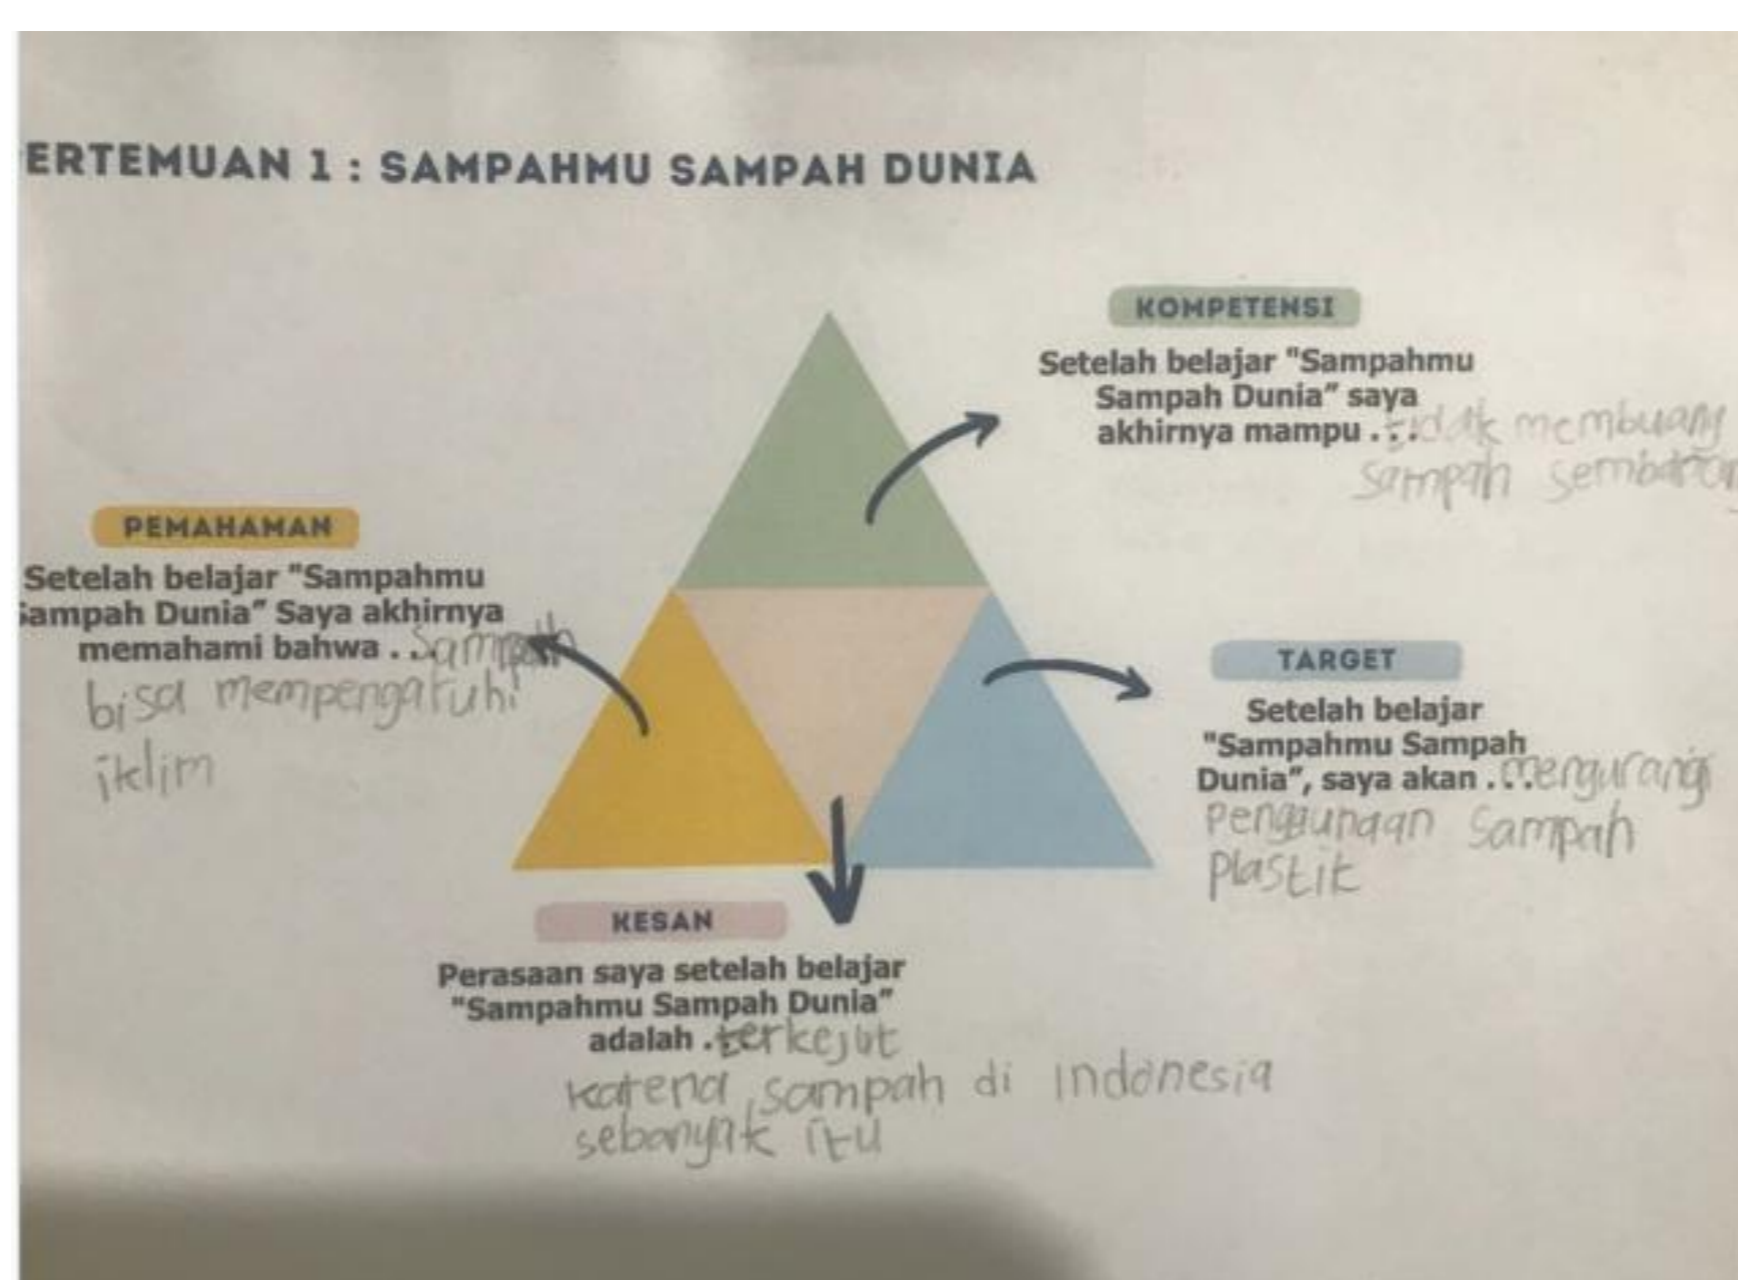 ERTEMUAN 1 : SAMPAHMU SAMPAH DUNIA
KOMPETENSI
Setelah belajar "Sampahmu
Sampah Dunia" saya
akhirnya mampu . . . tidak membuang
sampah sembaran
PEMAHAMAN
Setelah belajar "Sampahmu
Sampah Dunia" Saya akhirnya
memahami bahwa . . . Sampah
bisa mempengaruhi
iklim
TARGET
Setelah belajar
"Sampahmu Sampah
Dunia", saya akan . . . mengurangi
Penggunaan Sampah
Plastik
KESAN
Perasaan saya setelah belajar
"Sampahmu Sampah Dunia"
adalah . . . terkejut
karena sampah di Indonesia
sebanyak itu